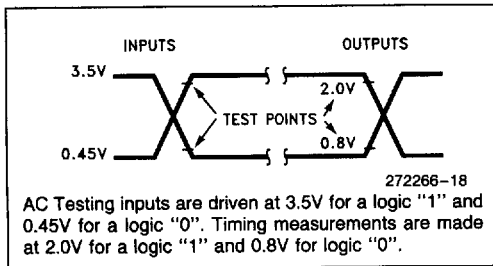 INPUTS OUTPUTS
3.5V
2.0V
TEST POINTS
0.8V
0.45V
272266-18
AC Testing inputs are driven at 3.5V for a logic "1" and
0.45V for a logic "0". Timing measurements are made
at 2.0V for a logic "1" and 0.8V for logic "0".